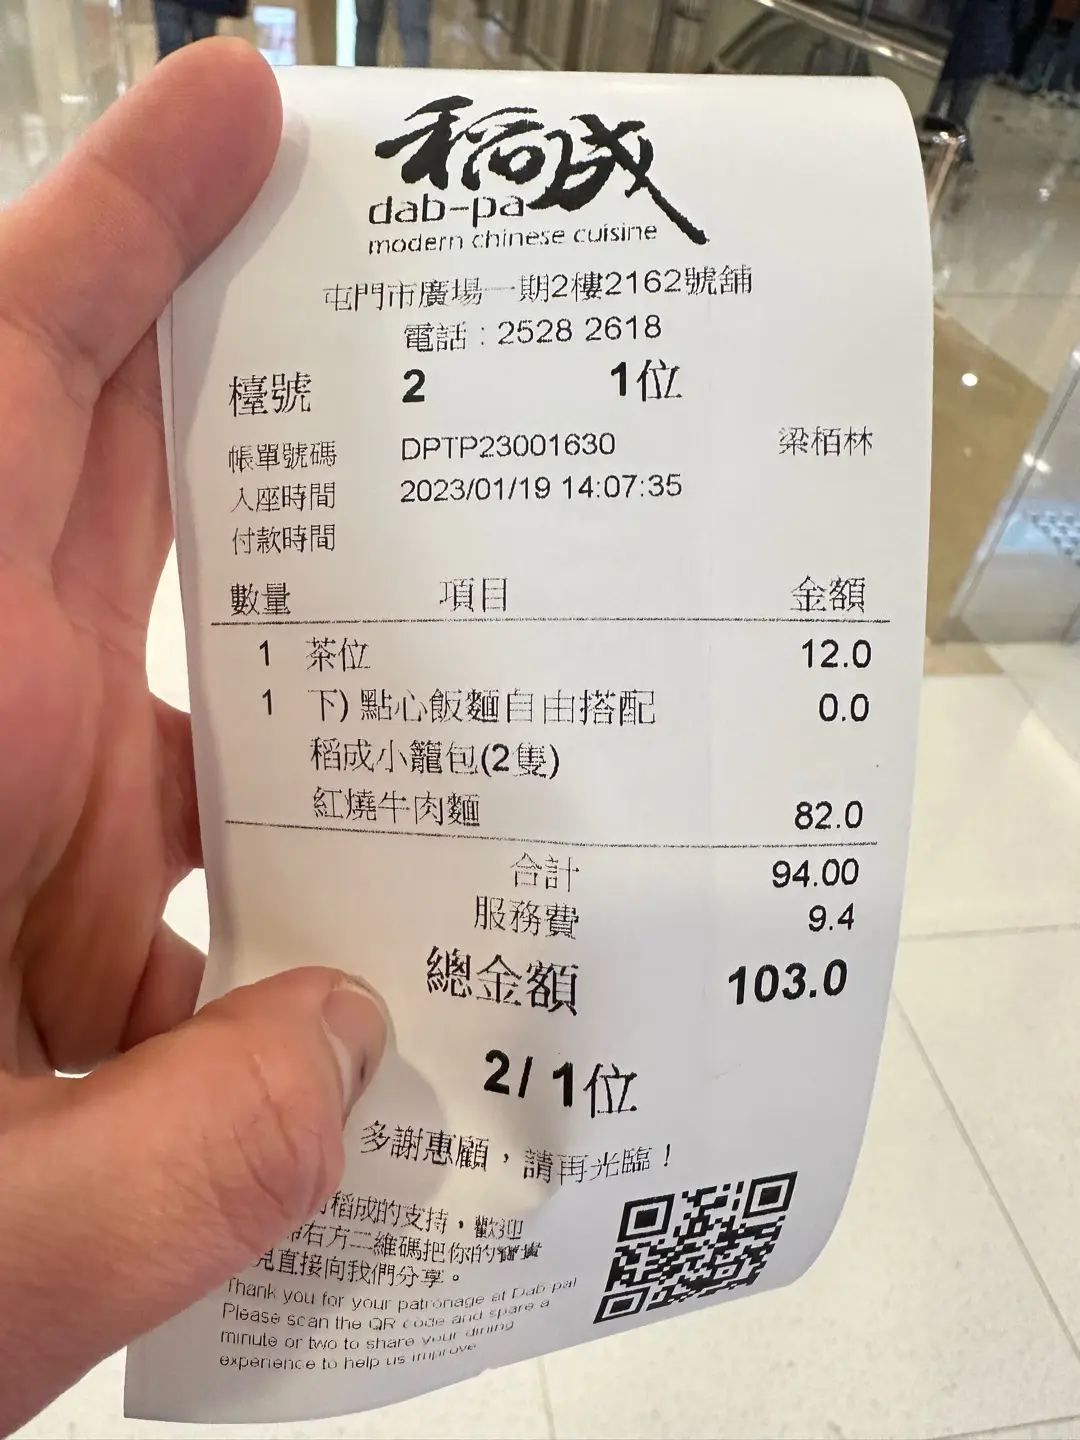 稻成
dab-pa
modern chinese cuisine
屯門市廣場一期2樓2162號舖
電話：2528 2618
檯號 2 1位
帳單號碼 DPTP23001630 梁栢林
入座時間 2023/01/19 14:07:35
付款時間
數量 項目 金額
1 茶位 12.0
1 下) 點心飯麵自由搭配 0.0
稻成小籠包(2隻)
紅燒牛肉麵 82.0
合計 94.00
服務費 9.4
總金額 103.0
2/ 1位
多謝惠顧，請再光臨！
稻成的支持，歡迎
右方二維碼把你的寶貴
見直接向我們分享。
Thank you for your patronage at Dab-pa!
Please scan the QR code and spare a
minute or two to share your dining
experience to help us improve